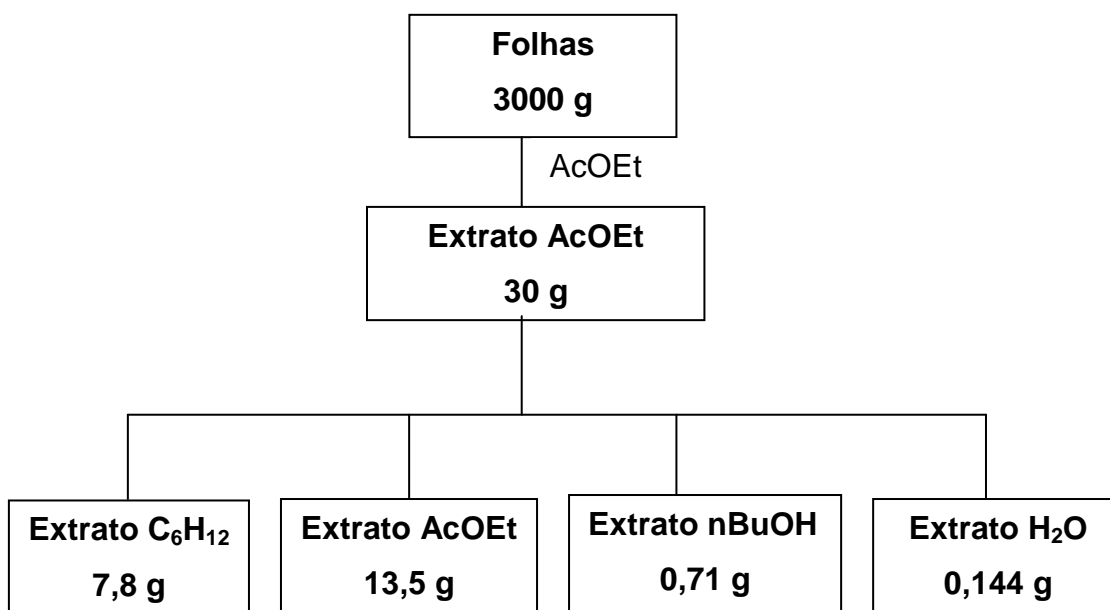 Folhas
3000 g
AcOEt
Extrato AcOEt
30 g
Extrato C₆H₁₂
7,8 g
Extrato AcOEt
13,5 g
Extrato nBuOH
0,71 g
Extrato H₂O
0,144 g